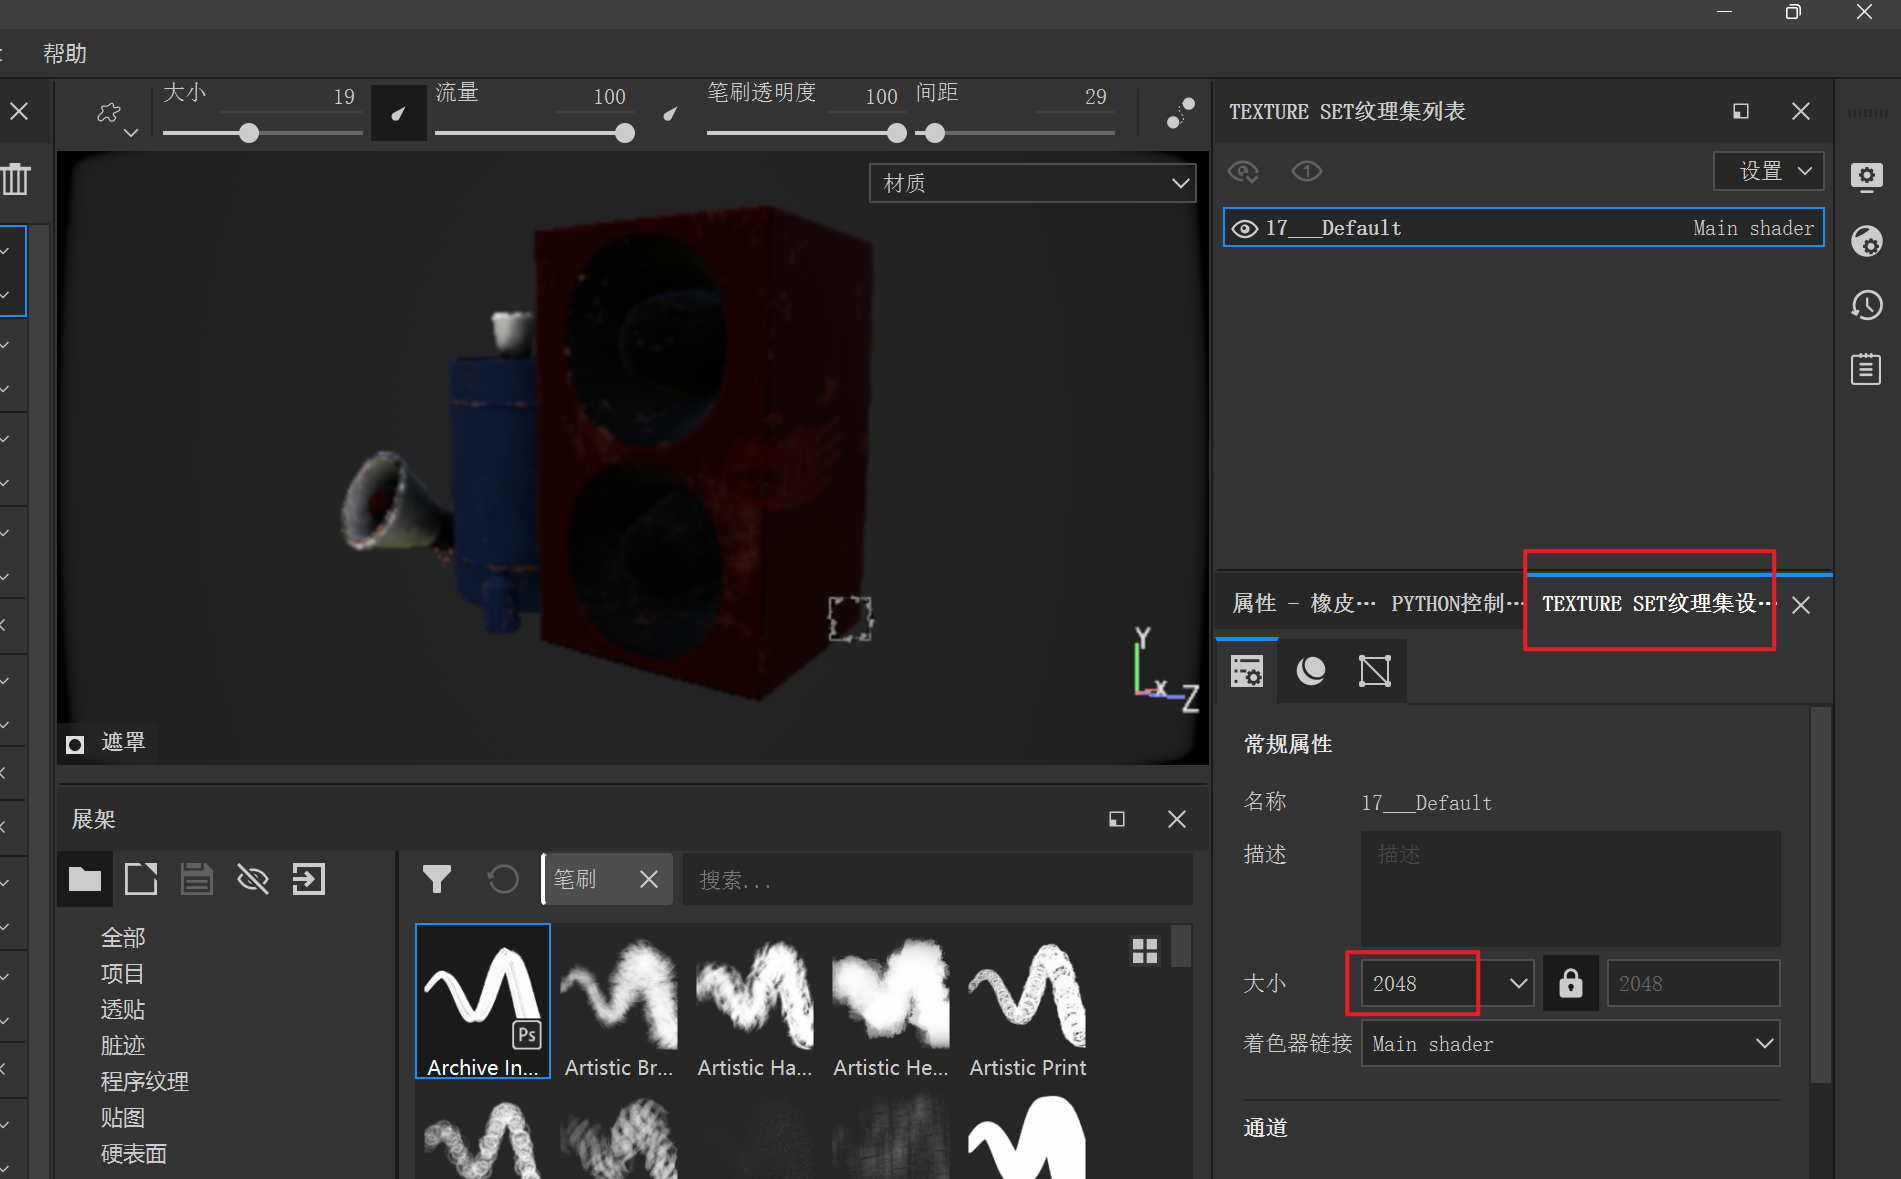 帮助
大小 19
流量 100
笔刷透明度 100
间距 29
材质
Y
X
Z
遮罩
展架
笔刷
搜索...
全部
项目
透贴
脏迹
程序纹理
贴图
硬表面
Ps
Archive In...
Artistic Br...
Artistic Ha...
Artistic He...
Artistic Print
TEXTURE SET纹理集列表
1
设置
17___Default Main shader
属性 - 橡皮… PYTHON控制… TEXTURE SET纹理集设…
常规属性
名称 17___Default
描述 描述
大小 2048 2048
着色器链接 Main shader
通道